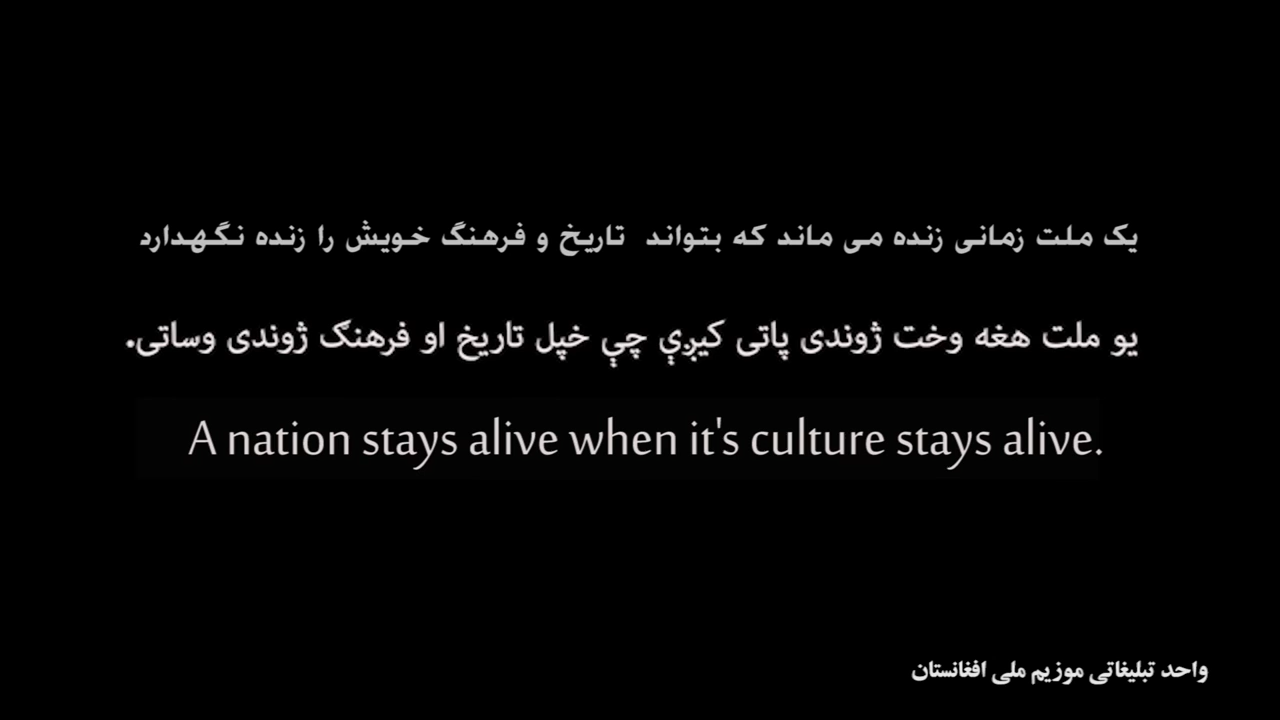 یک ملت زمانی زنده می ماند که بتواند تاریخ و فرهنگ خویش را زنده نگهدارد
یو ملت هغه وخت ژوندی پاتی کیږي چې خپل تاریخ او فرهنګ ژوندی وساتی.
A nation stays alive when it's culture stays alive.
واحد تبلیغاتی موزیم ملی افغانستان